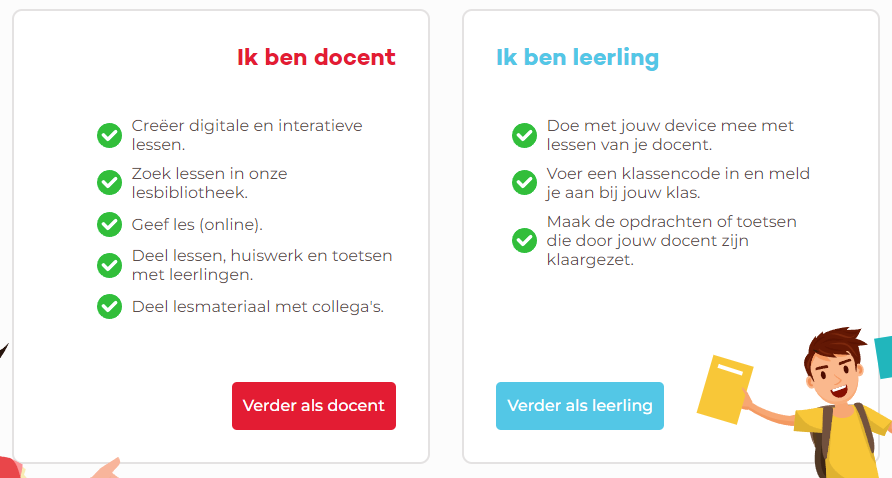 Ik ben docent
Creëer digitale en interatieve
lessen.
Zoek lessen in onze
lesbibliotheek.
Geef les (online).
Deel lessen, huiswerk en toetsen
met leerlingen.
Deel lesmateriaal met collega's.
Verder als docent
Ik ben leerling
Doe met jouw device mee met
lessen van je docent.
Voer een klassencode in en meld
je aan bij jouw klas.
Maak de opdrachten of toetsen
die door jouw docent zijn
klaargezet.
Verder als leerling